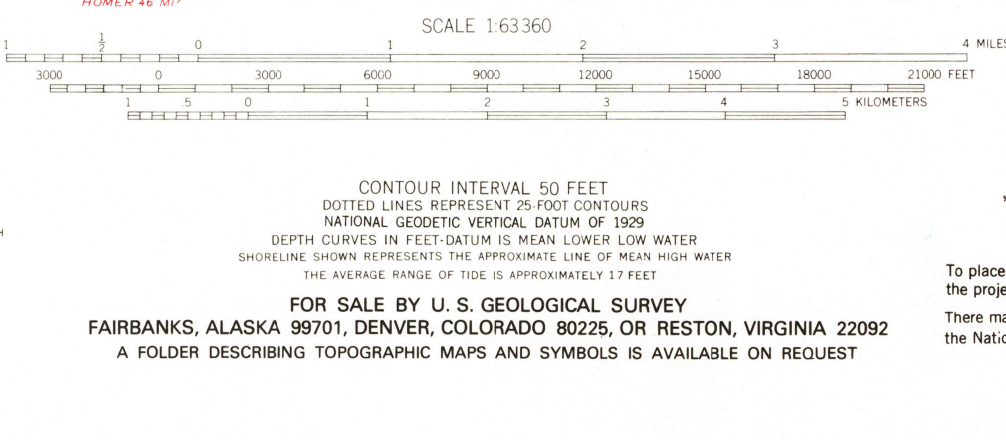 HOMER 46 MI.
SCALE 1:63360
1 1/2 0 1 2 3 4 MILES
3000 0 3000 6000 9000 12000 15000 18000 21000 FEET
1 .5 0 1 2 3 4 5 KILOMETERS
CONTOUR INTERVAL 50 FEET
DOTTED LINES REPRESENT 25-FOOT CONTOURS
NATIONAL GEODETIC VERTICAL DATUM OF 1929
DEPTH CURVES IN FEET-DATUM IS MEAN LOWER LOW WATER
SHORELINE SHOWN REPRESENTS THE APPROXIMATE LINE OF MEAN HIGH WATER
THE AVERAGE RANGE OF TIDE IS APPROXIMATELY 17 FEET
FOR SALE BY U. S. GEOLOGICAL SURVEY
FAIRBANKS, ALASKA 99701, DENVER, COLORADO 80225, OR RESTON, VIRGINIA 22092
A FOLDER DESCRIBING TOPOGRAPHIC MAPS AND SYMBOLS IS AVAILABLE ON REQUEST
To place
the proje
There ma
the Natio